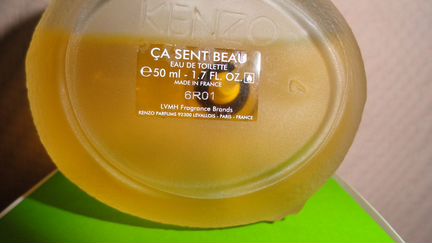 KENZO
ÇA SENT BEAU
EAU DE TOILETTE
℮50 ml - 1.7 FL. OZ.
MADE IN FRANCE
6R01
LVMH Fragrance Brands
KENZO PARFUMS 92300 LEVALLOIS - PARIS - FRANCE